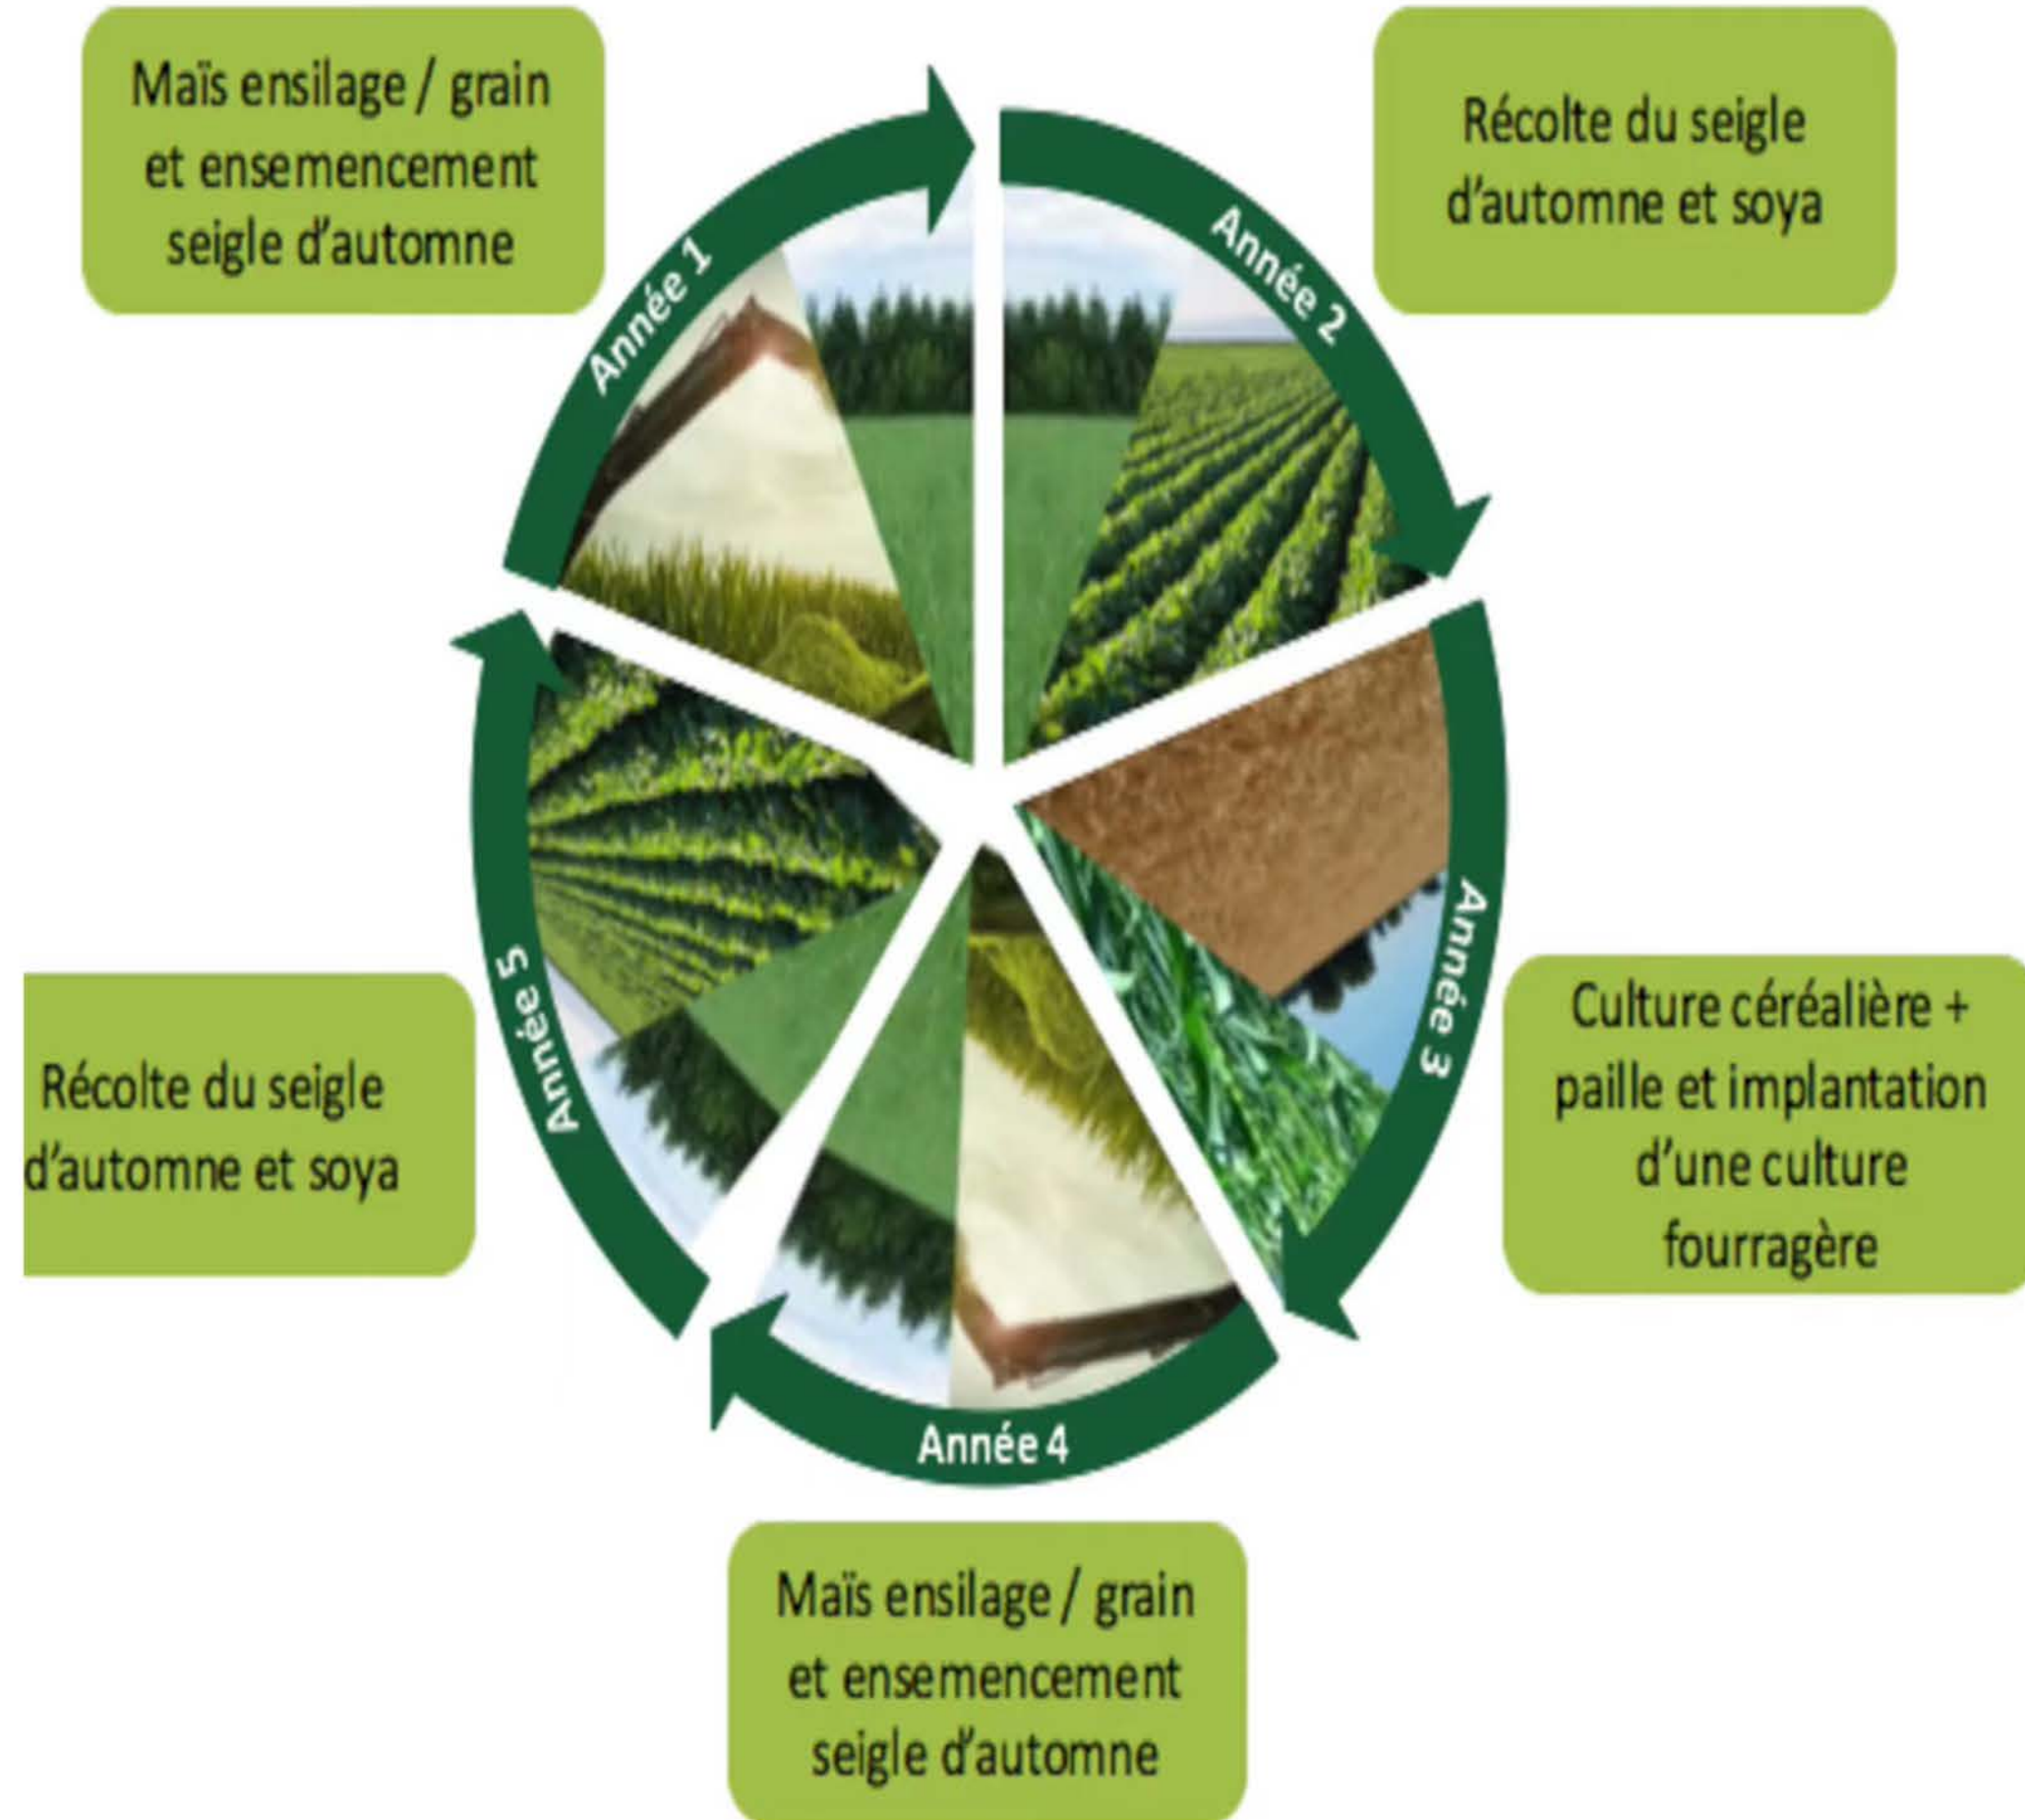 Maïs ensilage / grain
et ensemencement
seigle d'automne
Année 1
Récolte du seigle
d'automne et soya
Année 2
Culture céréalière +
paille et implantation
d'une culture
fourragère
Année 3
Maïs ensilage / grain
et ensemencement
seigle d'automne
Année 4
Récolte du seigle
d'automne et soya
Année 5